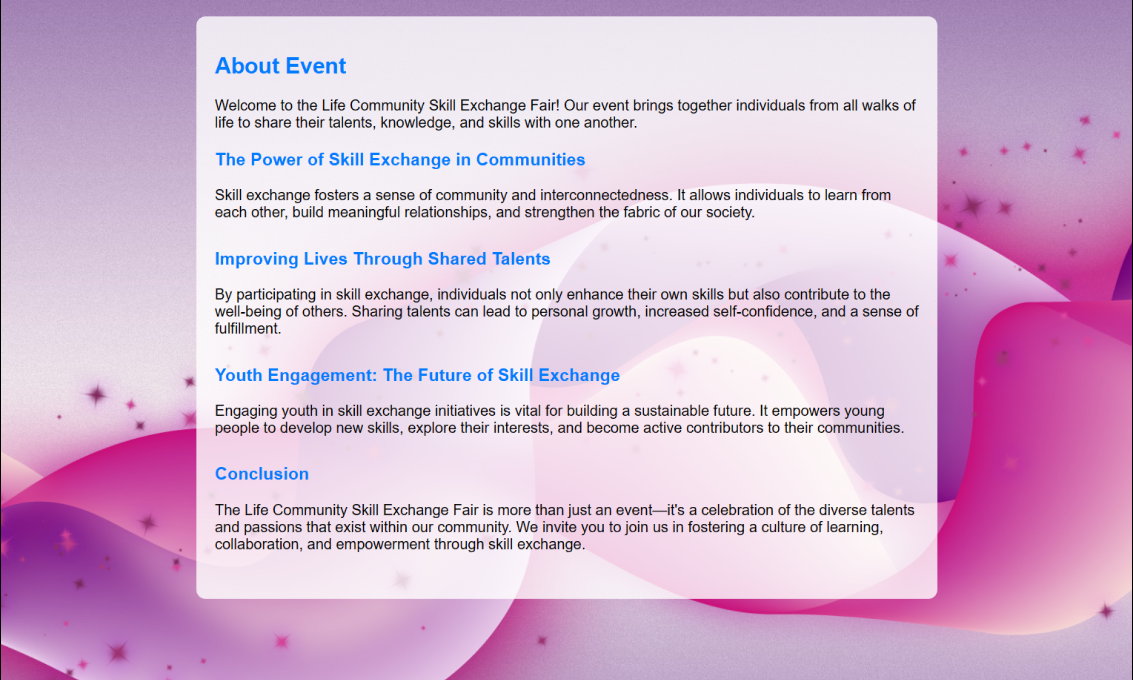 About Event
Welcome to the Life Community Skill Exchange Fair! Our event brings together individuals from all walks of
life to share their talents, knowledge, and skills with one another.
The Power of Skill Exchange in Communities
Skill exchange fosters a sense of community and interconnectedness. It allows individuals to learn from
each other, build meaningful relationships, and strengthen the fabric of our society.
Improving Lives Through Shared Talents
By participating in skill exchange, individuals not only enhance their own skills but also contribute to the
well-being of others. Sharing talents can lead to personal growth, increased self-confidence, and a sense of
fulfillment.
Youth Engagement: The Future of Skill Exchange
Engaging youth in skill exchange initiatives is vital for building a sustainable future. It empowers young
people to develop new skills, explore their interests, and become active contributors to their communities.
Conclusion
The Life Community Skill Exchange Fair is more than just an event—it's a celebration of the diverse talents
and passions that exist within our community. We invite you to join us in fostering a culture of learning,
collaboration, and empowerment through skill exchange.